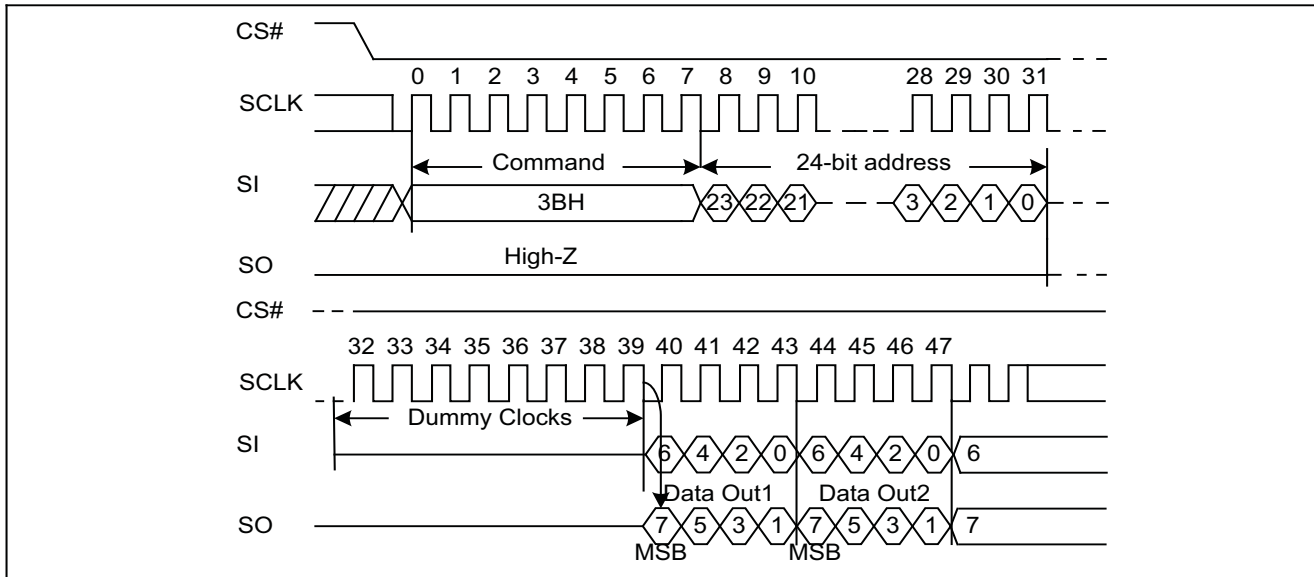 CS#
0 1 2 3 4 5 6 7 8 9 10 28 29 30 31
SCLK
Command 24-bit address
SI
3BH 23 22 21 3 2 1 0
High-Z
SO
CS#
32 33 34 35 36 37 38 39 40 41 42 43 44 45 46 47
SCLK
Dummy Clocks
SI
6 4 2 0 6 4 2 0 6
Data Out1 Data Out2
SO
7 5 3 1 7 5 3 1 7
MSB MSB